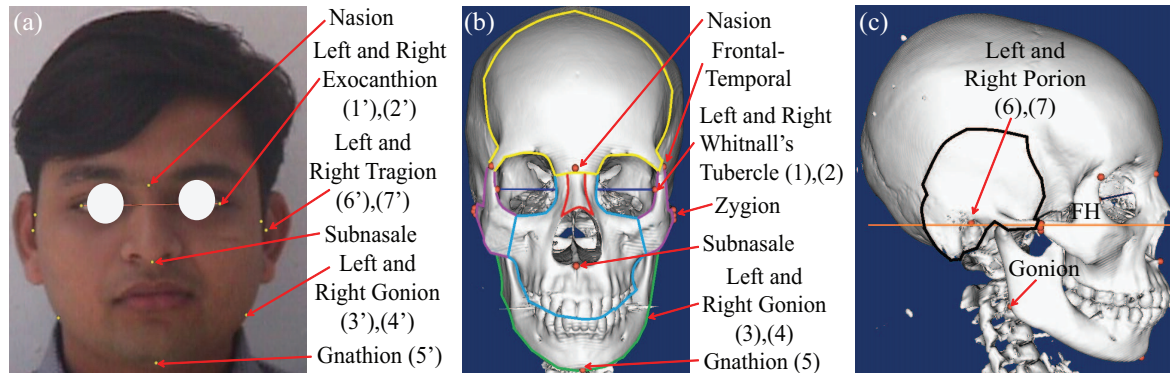 (a)
Nasion
Left and Right
Exocanthion
(1’),(2’)
Left and
Right Tragion
(6’),(7’)
Subnasale
Left and
Right Gonion
(3’),(4’)
Gnathion (5’)
(b)
Nasion
Frontal-
Temporal
Left and Right
Whitnall’s
Tubercle (1),(2)
Zygion
Subnasale
Left and
Right Gonion
(3),(4)
Gnathion (5)
(c)
Left and
Right Porion
(6),(7)
FH
Gonion